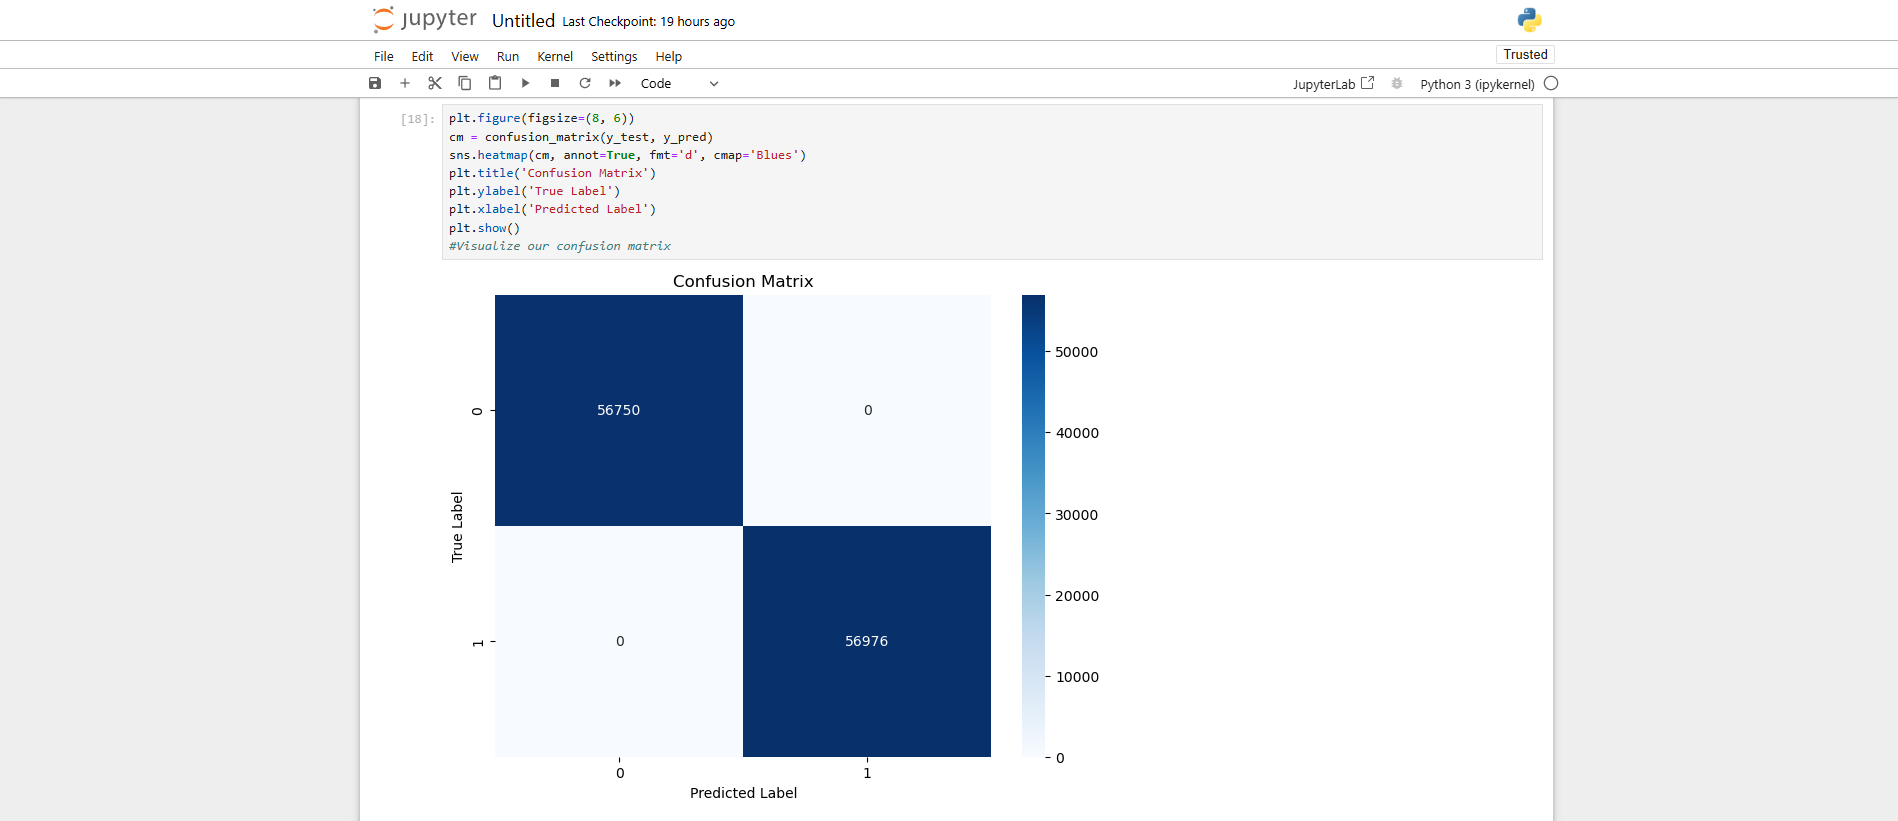 jupyter Untitled Last Checkpoint: 19 hours ago
File Edit View Run Kernel Settings Help Trusted
Code JupyterLab Python 3 (ipykernel)
[18]: plt.figure(figsize=(8, 6))
cm = confusion_matrix(y_test, y_pred)
sns.heatmap(cm, annot=True, fmt='d', cmap='Blues')
plt.title('Confusion Matrix')
plt.ylabel('True Label')
plt.xlabel('Predicted Label')
plt.show()
#Visualize our confusion matrix
Confusion Matrix
50000
40000
0 56750 0
30000
True Label
20000
1 0 56976
10000
0
0 1
Predicted Label